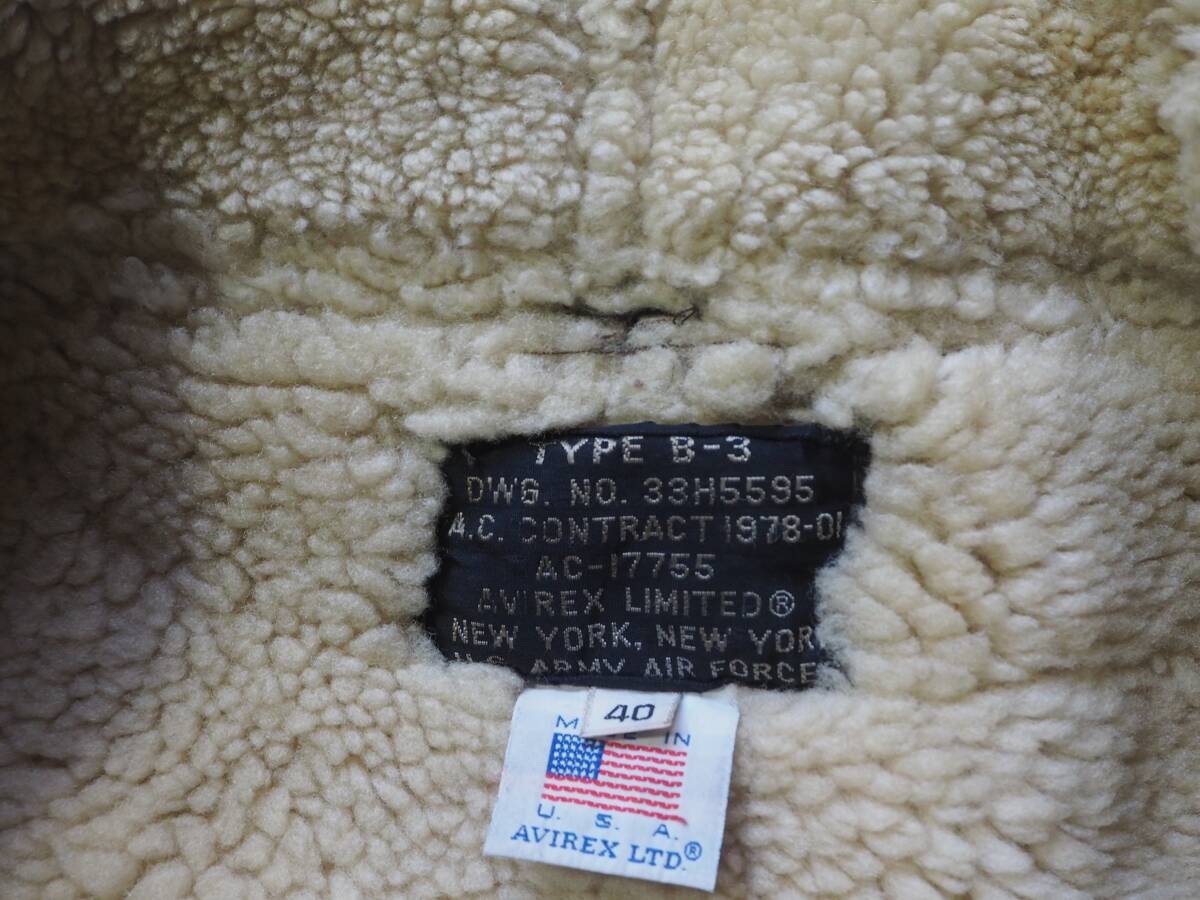 TYPE B-3
DWG. NO. 33H5595
A.C. CONTRACT 1978-01
AC-17755
AVIREX LIMITED®
NEW YORK, NEW YOR
U.S. ARMY AIR FORCE
40
MADE IN
U. S. A.
AVIREX LTD.®